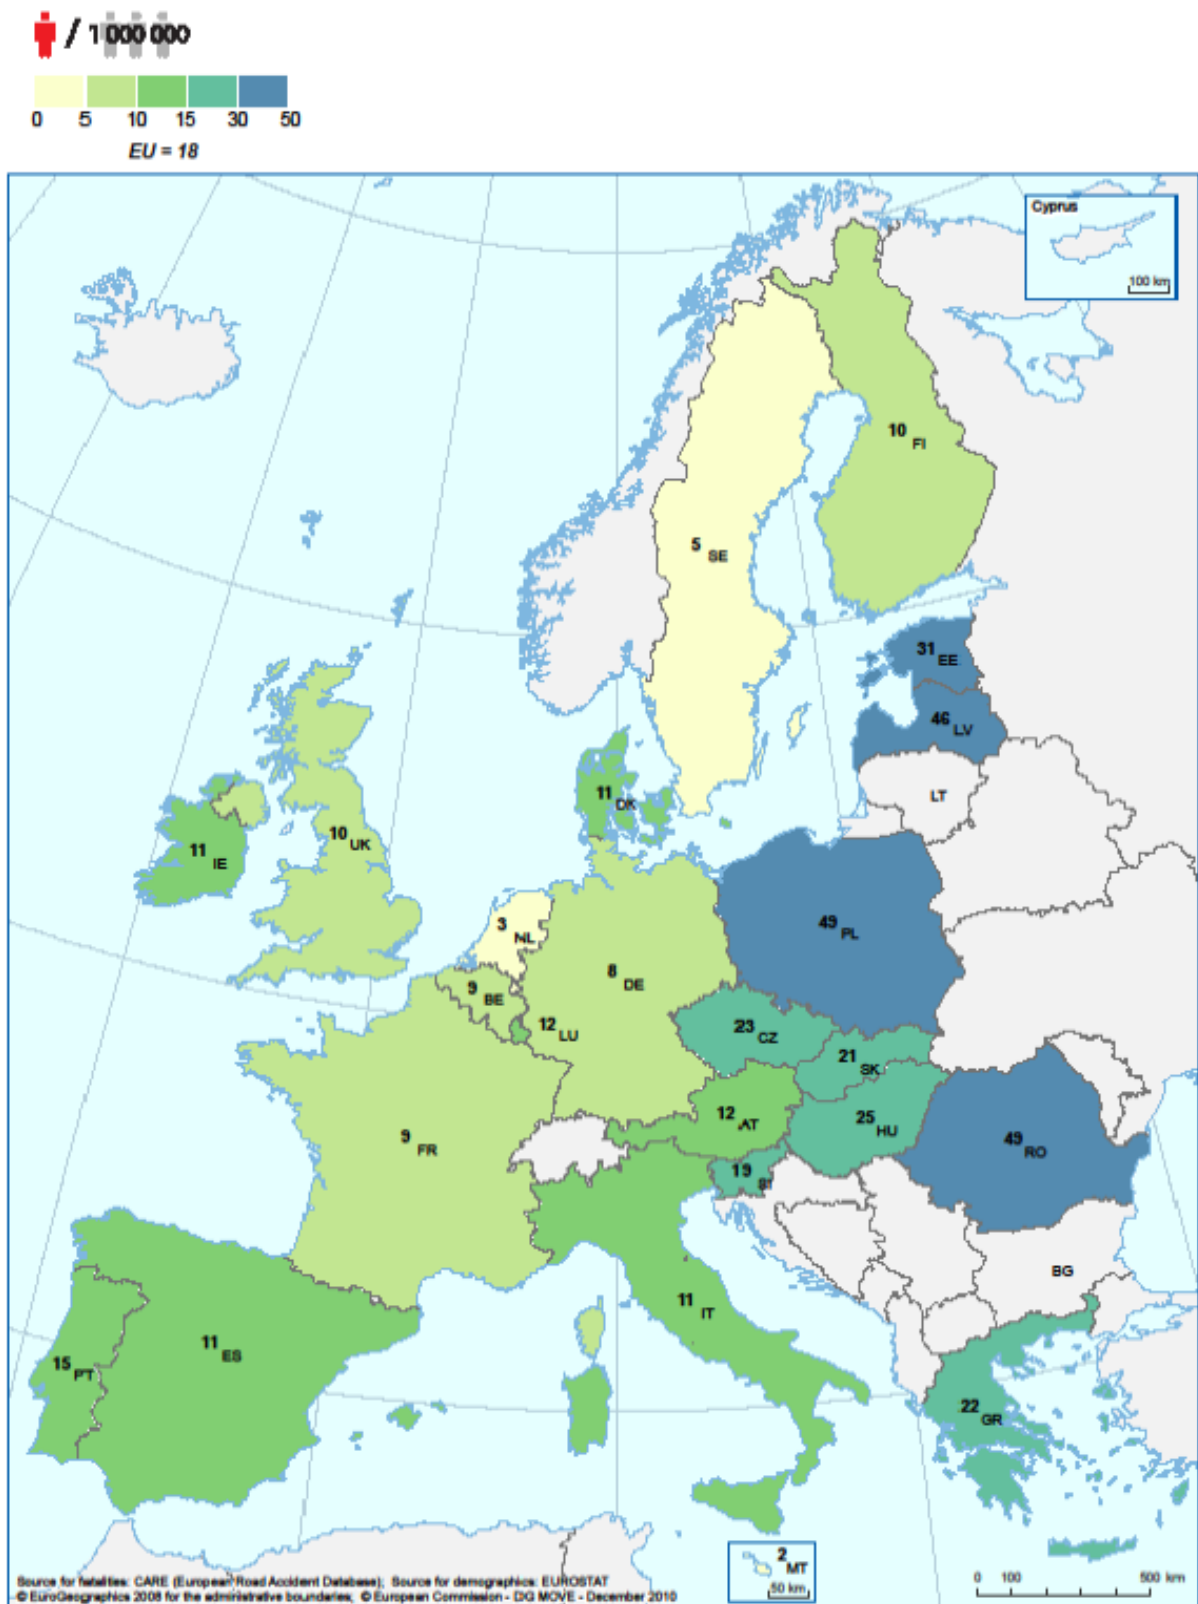 / 1 000 000
0 5 10 15 30 50
EU = 18
Cyprus
100 km
10 FI
5 SE
31 EE
46 LV
LT
11 DK
11 IE
10 UK
3 NL
49 PL
8 DE
9 BE
12 LU
23 CZ
21 SK
12 AT
25 HU
9 FR
49 RO
19 SI
BG
11 IT
11 ES
15 PT
22 GR
2 MT
50 km
0 100 500 km
Source for fatalities: CARE (European Road Accident Database); Source for demographics: EUROSTAT
© EuroGeographics 2008 for the administrative boundaries; © European Commission - DG MOVE - December 2010